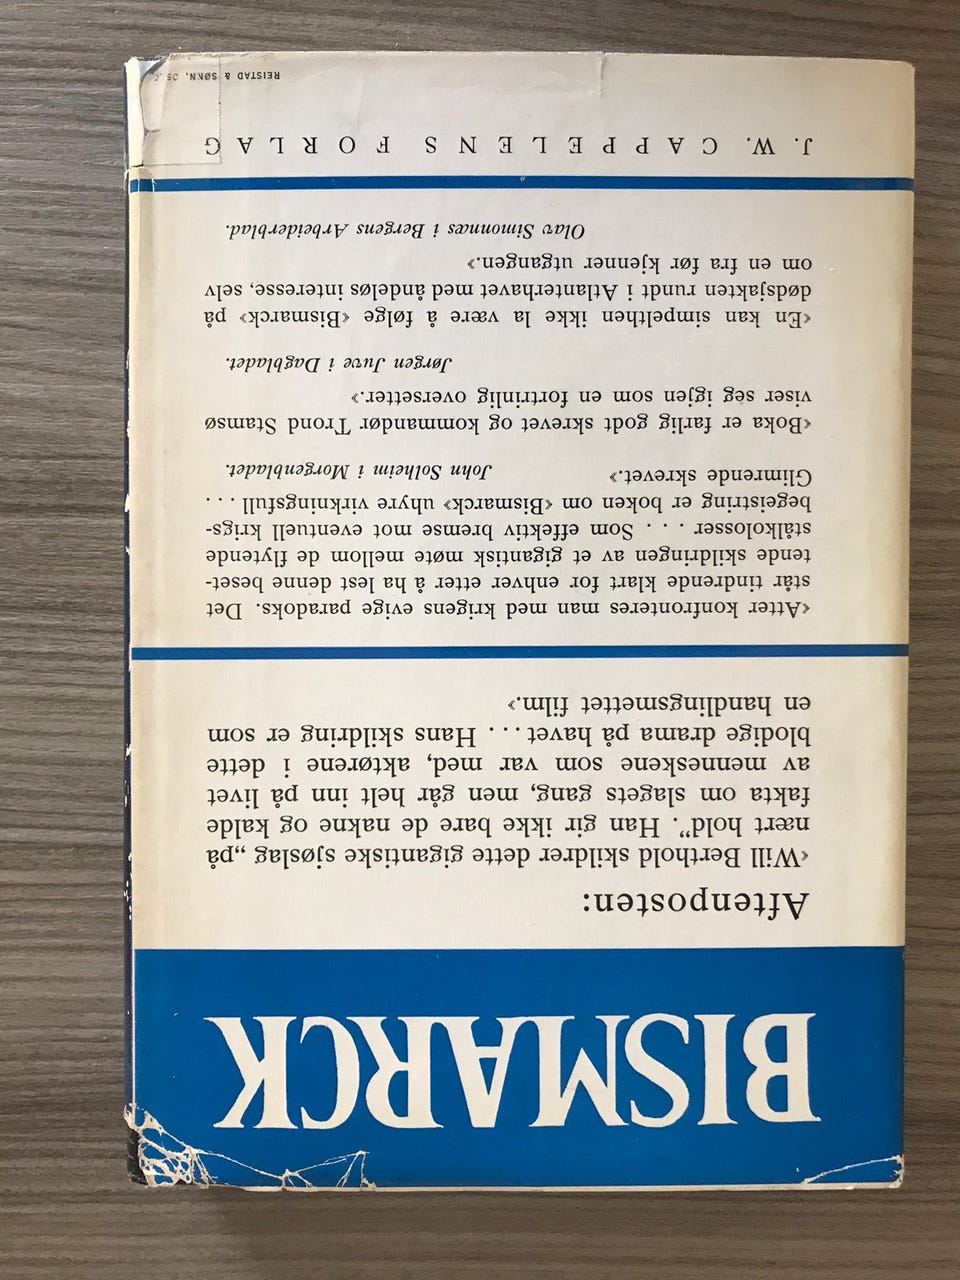 BISMARCK
Aftenposten:
«Will Berthold skildrer dette gigantiske sjøslag „på
nært hold”. Han gir ikke bare de nakne og kalde
fakta om slagets gang, men går helt inn på livet
av menneskene som var med, aktørene i dette
blodige drama på havet ... Hans skildring er som
en handlingsmettet film.»
«Atter konfronteres man med krigens evige paradoks. Det
står tindrende klart for enhver etter å ha lest denne beset-
tende skildringen av et gigantisk møte mellom de flytende
stålkolosser ... Som effektiv bremse mot eventuell krigs-
begeistring er boken om «Bismarck» uhyre virkningsfull ...
Glimrende skrevet.» John Solheim i Morgenbladet.
«Boka er farlig godt skrevet og kommandør Trond Stamsø
viser seg igjen som en fortrinlig oversetter.»
Jørgen Juve i Dagbladet.
«En kan simpelthen ikke la være å følge «Bismarck» på
dødsjakten rundt i Atlanterhavet med åndeløs interesse, selv
om en fra før kjenner utgangen.»
Olav Simonnæs i Bergens Arbeiderblad.
J. W. CAPPELENS FORLAG
REISTAD & SØNN,